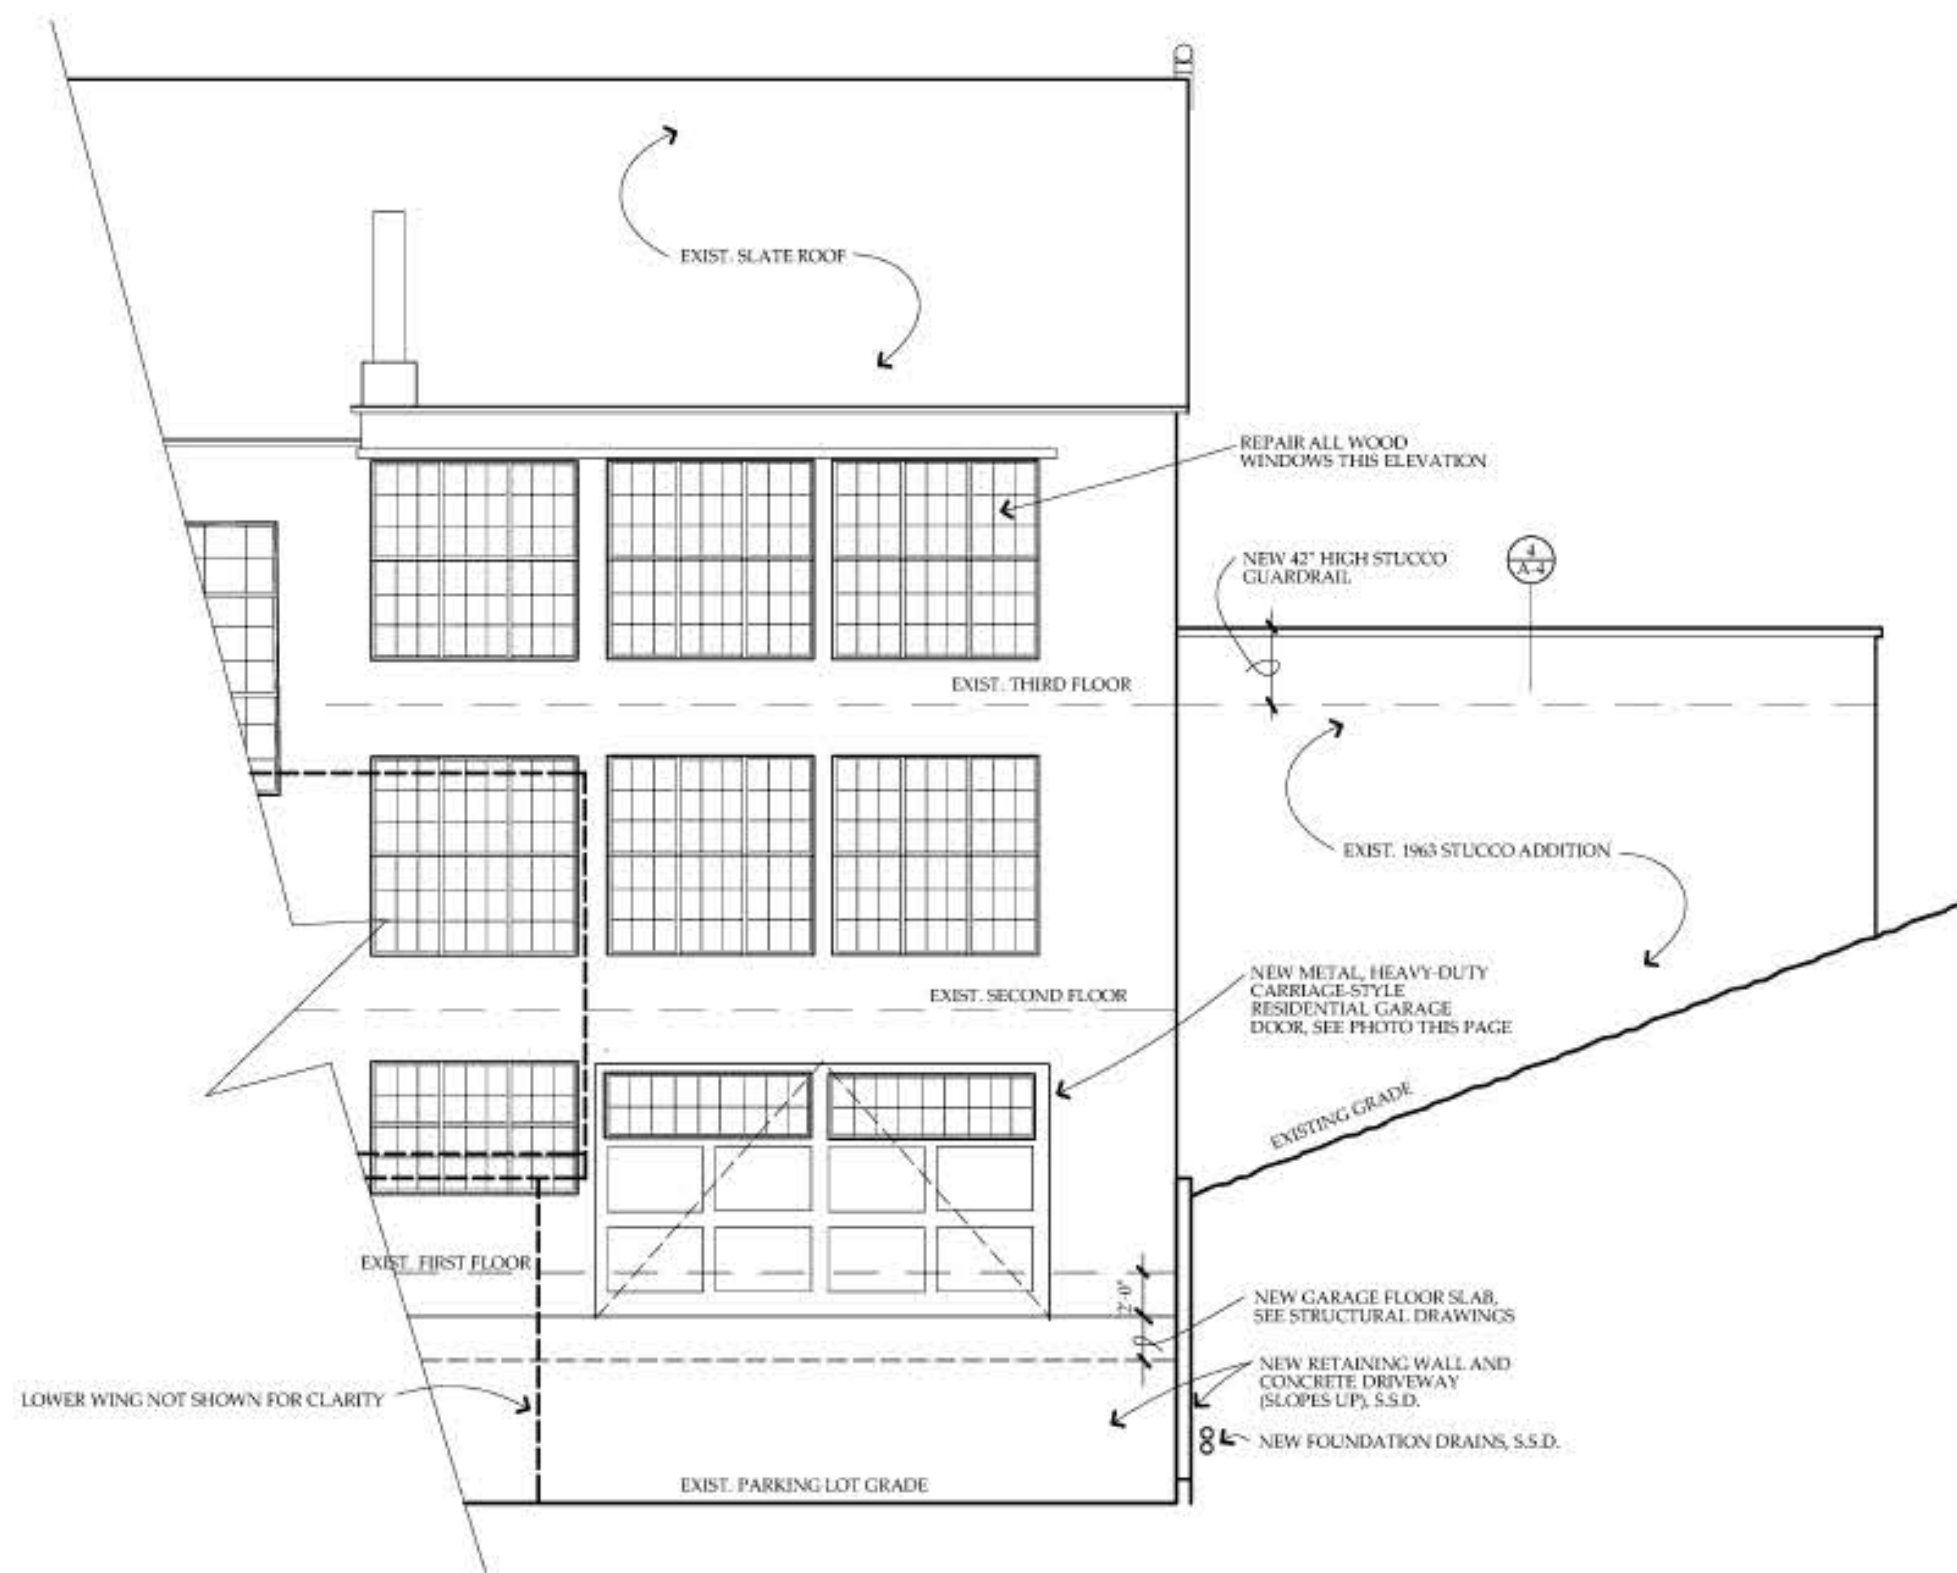 EXIST. SLATE ROOF
REPAIR ALL WOOD
WINDOWS THIS ELEVATION
NEW 42" HIGH STUCCO
GUARDRAIL
4
A-4
EXIST. THIRD FLOOR
EXIST. 1963 STUCCO ADDITION
EXIST. SECOND FLOOR
NEW METAL, HEAVY-DUTY
CARRIAGE-STYLE
RESIDENTIAL GARAGE
DOOR, SEE PHOTO THIS PAGE
EXISTING GRADE
EXIST. FIRST FLOOR
2'-0"
NEW GARAGE FLOOR SLAB,
SEE STRUCTURAL DRAWINGS
NEW RETAINING WALL AND
CONCRETE DRIVEWAY
(SLOPES UP), S.S.D.
LOWER WING NOT SHOWN FOR CLARITY
NEW FOUNDATION DRAINS, S.S.D.
EXIST. PARKING LOT GRADE